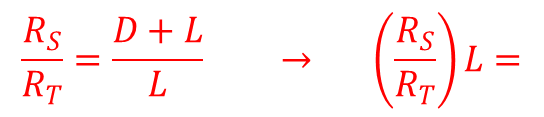 R_S/R_T = (D + L)/L → (R_S/R_T) L =